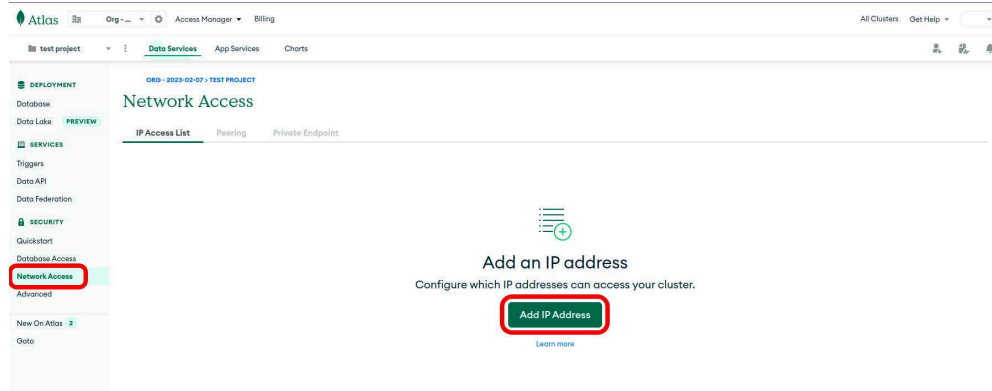 Atlas Org - ... Access Manager Billing All Clusters Get Help
test project Data Services App Services Charts
ORG - 2023-02-07 > TEST PROJECT
Network Access
IP Access List Peering Private Endpoint
DEPLOYMENT
Database
Data Lake PREVIEW
SERVICES
Triggers
Data API
Data Federation
SECURITY
Quickstart
Database Access
Network Access
Advanced
New On Atlas 2
Goto
Add an IP address
Configure which IP addresses can access your cluster.
Add IP Address
Learn more